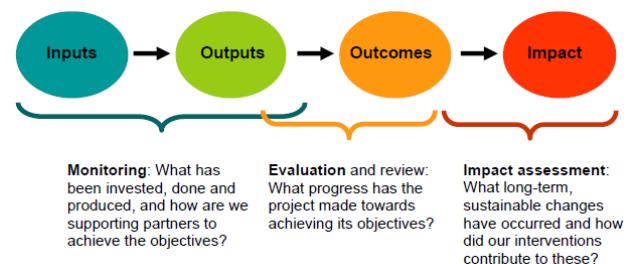 Inputs
Outputs
Outcomes
Impact
Monitoring: What has
been invested, done and
produced, and how are we
supporting partners to
achieve the objectives?
Evaluation and review:
What progress has the
project made towards
achieving its objectives?
Impact assessment:
What long-term,
sustainable changes
have occurred and how
did our interventions
contribute to these?